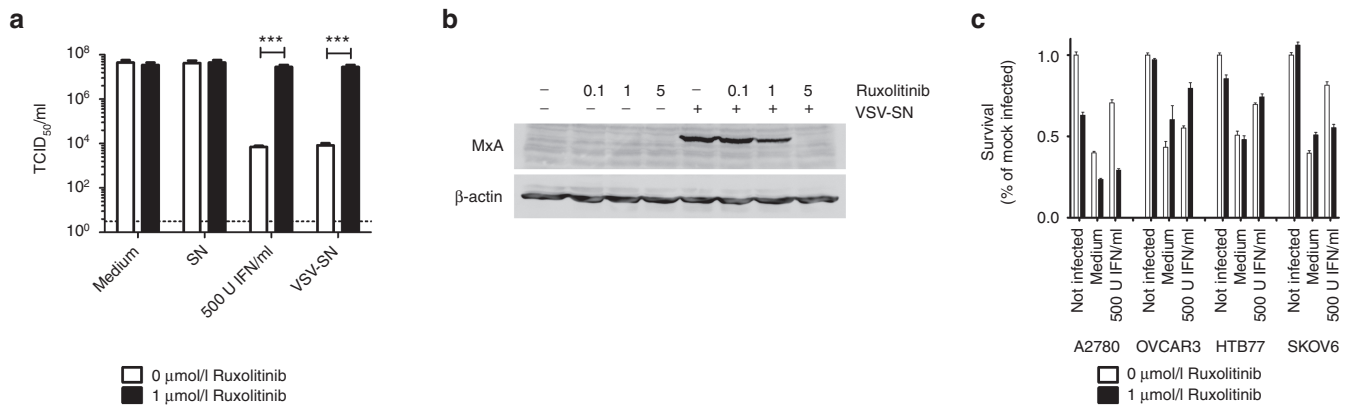 a
TCID50/ml
10^8
10^6
10^4
10^2
10^0
***
***
Medium
SN
500 U IFN/ml
VSV-SN
0 μmol/l Ruxolitinib
1 μmol/l Ruxolitinib
b
– 0.1 1 5 – 0.1 1 5 Ruxolitinib
– – – – + + + + VSV-SN
MxA
β-actin
c
Survival
(% of mock infected)
1.0
0.5
0.0
Not infected
Medium
500 U IFN/ml
Not infected
Medium
500 U IFN/ml
Not infected
Medium
500 U IFN/ml
Not infected
Medium
500 U IFN/ml
A2780 OVCAR3 HTB77 SKOV6
0 μmol/l Ruxolitinib
1 μmol/l Ruxolitinib